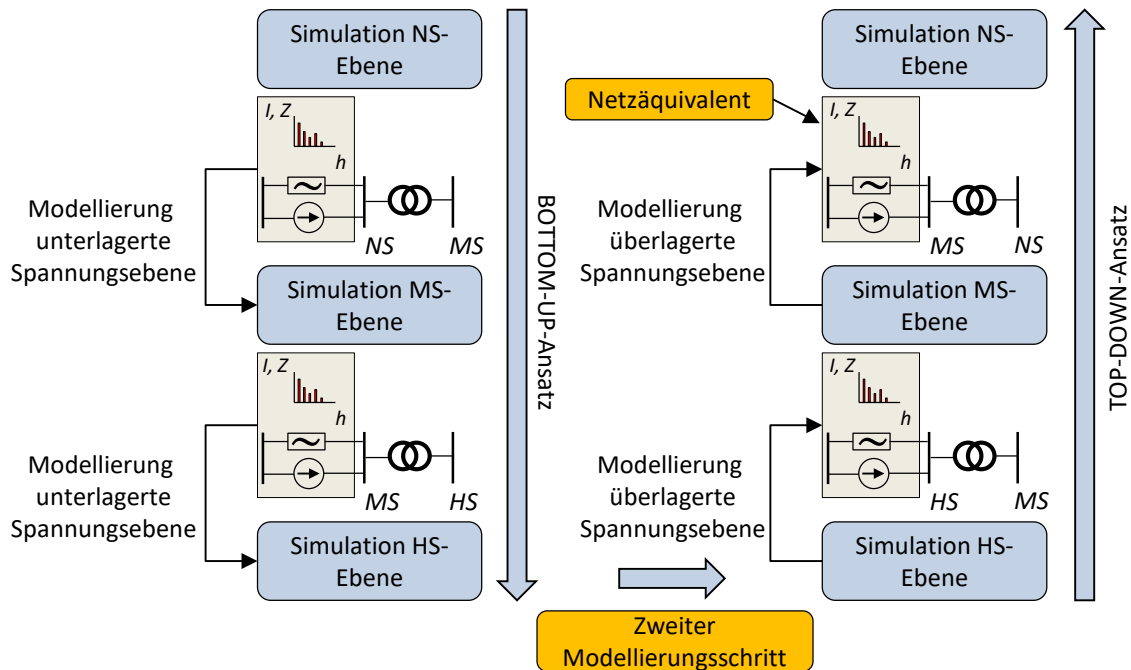 Simulation NS-
Ebene
I, Z
h
Modellierung
unterlagerte
Spannungsebene
NS
MS
Simulation MS-
Ebene
I, Z
h
Modellierung
unterlagerte
Spannungsebene
MS
HS
Simulation HS-
Ebene
BOTTOM-UP-Ansatz
Zweiter
Modellierungsschritt
Simulation NS-
Ebene
Netzäquivalent
I, Z
h
Modellierung
überlagerte
Spannungsebene
MS
NS
Simulation MS-
Ebene
I, Z
h
Modellierung
überlagerte
Spannungsebene
HS
MS
Simulation HS-
Ebene
TOP-DOWN-Ansatz